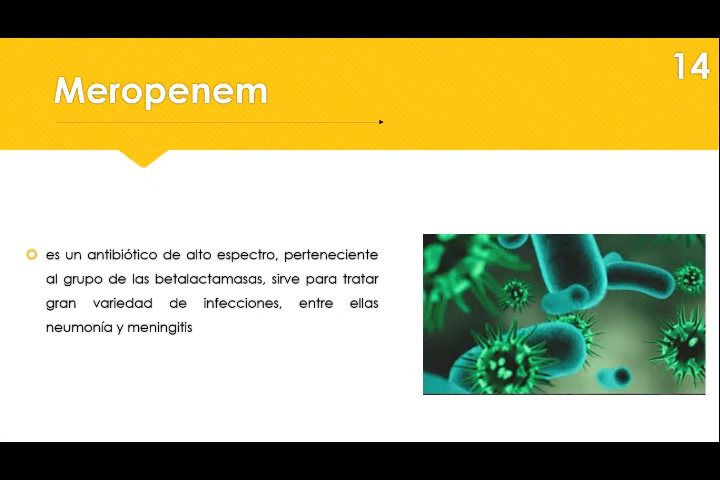 14
Meropenem
es un antibiótico de alto espectro, perteneciente
al grupo de las betalactamasas, sirve para tratar
gran variedad de infecciones, entre ellas
neumonía y meningitis